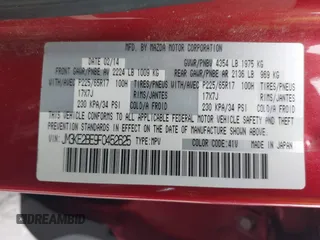 MFD. BY MAZDA MOTOR CORPORATION
DATE: 02/14 GVWR/PNBV 4354 LB 1975 KG
FRONT GAWR/PNBE AV 2224 LB 1009 KG REAR GAWR/PNBE AR 2136 LB 969 KG
WITH/AVEC P225/65R17 100H TIRES/PNEUS WITH/AVEC P225/65R17 100H TIRES/PNEUS
17X7J RIMS/JANTES 17X7J RIMS/JANTES
230 KPA/34 PSI COLD/A FROID 230 KPA/34 PSI COLD/A FROID
THIS VEHICLE CONFORMS TO ALL APPLICABLE FEDERAL MOTOR VEHICLE SAFETY, BUMPER, AND THEFT PREVENTION STANDARDS IN EFFECT ON THE DATE OF MANUFACTURE SHOWN ABOVE.
TYPE:MPV
COLOR CODE:41V MADE IN JAPAN
DREAMBID